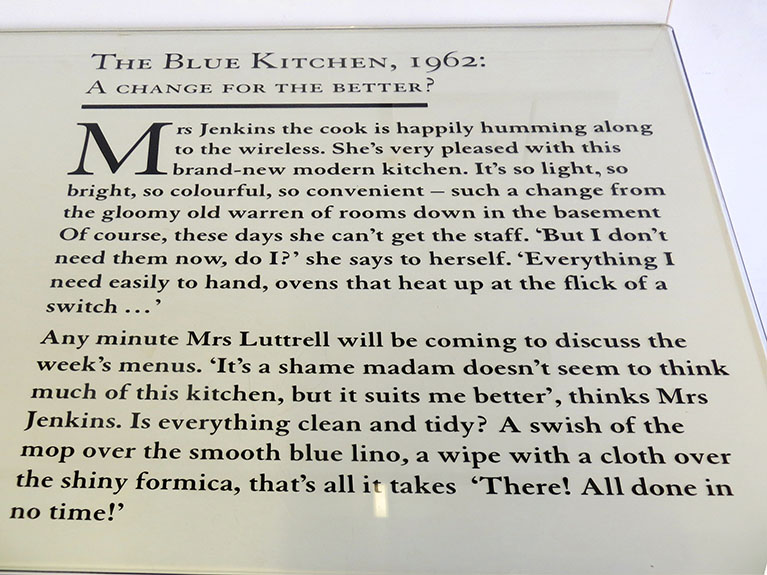 The Blue Kitchen, 1962:
A change for the better?
Mrs Jenkins the cook is happily humming along
to the wireless. She's very pleased with this
brand-new modern kitchen. It's so light, so
bright, so colourful, so convenient – such a change from
the gloomy old warren of rooms down in the basement
Of course, these days she can't get the staff. 'But I don't
need them now, do I?' she says to herself. 'Everything I
need easily to hand, ovens that heat up at the flick of a
switch ...'
Any minute Mrs Luttrell will be coming to discuss the
week's menus. 'It's a shame madam doesn't seem to think
much of this kitchen, but it suits me better', thinks Mrs
Jenkins. Is everything clean and tidy? A swish of the
mop over the smooth blue lino, a wipe with a cloth over
the shiny formica, that's all it takes 'There! All done in
no time!'